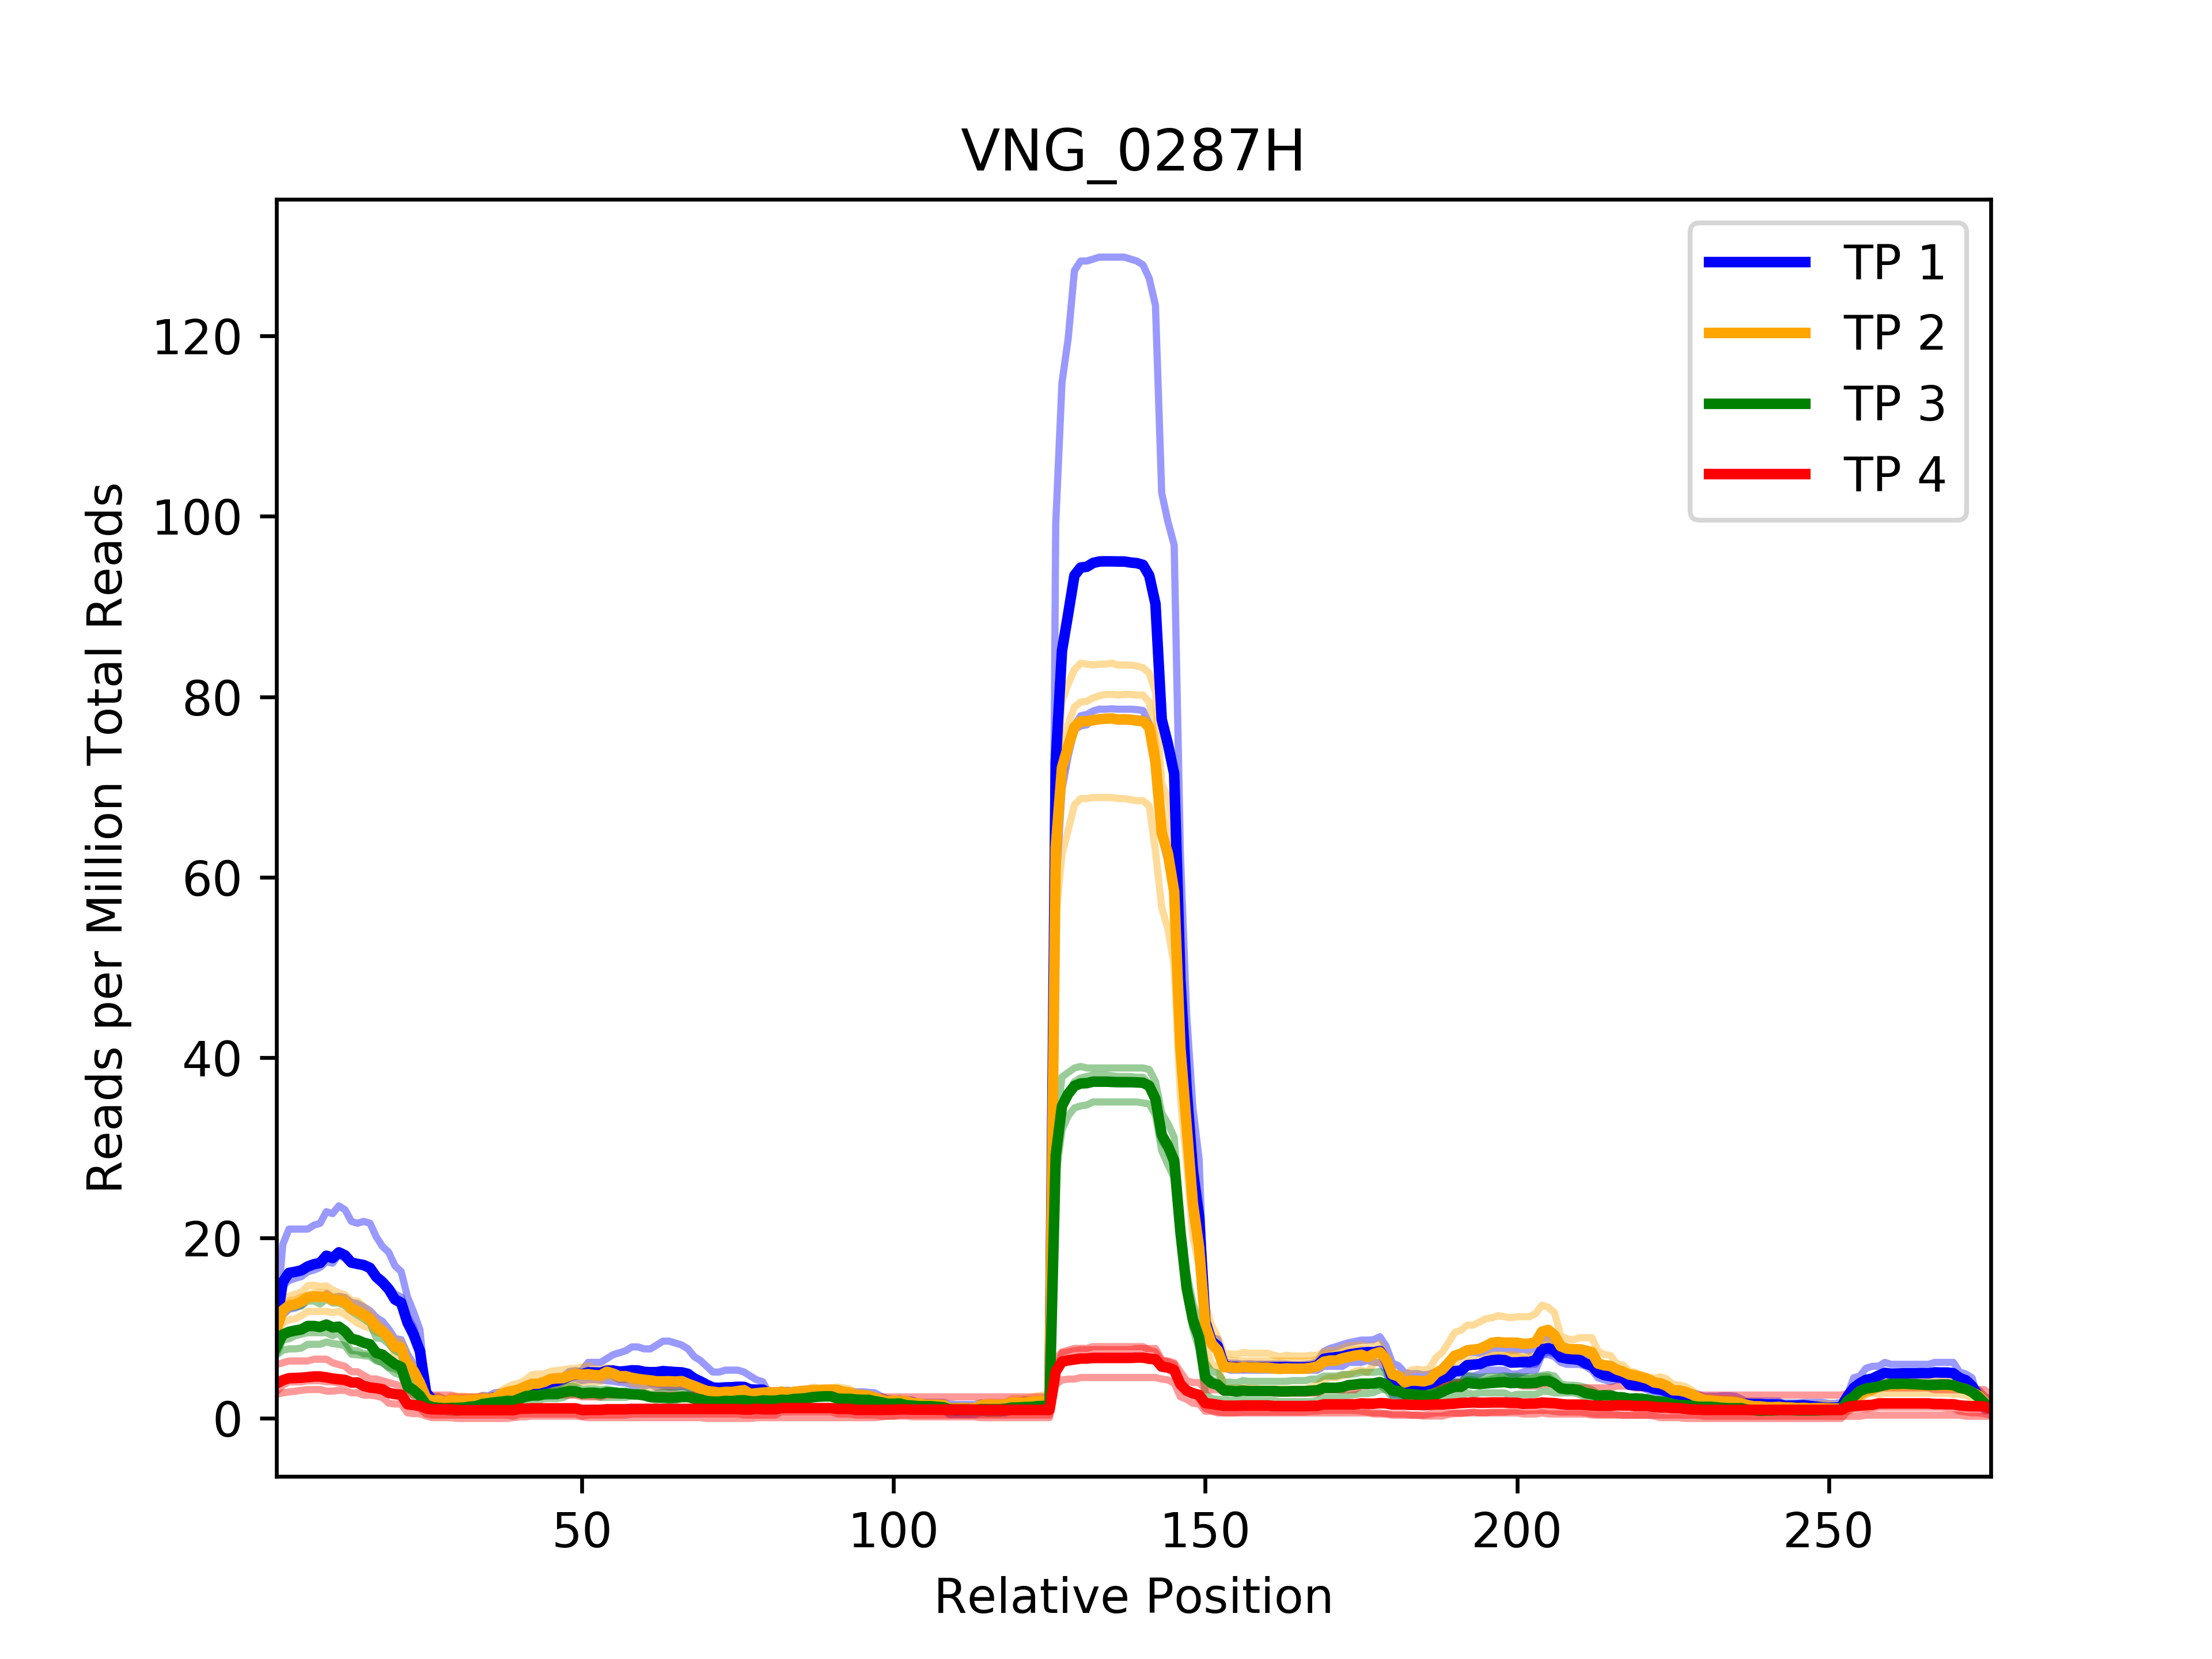 VNG_0287H
TP 1
TP 2
TP 3
TP 4
Reads per Million Total Reads
120
100
80
60
40
20
0
50 100 150 200 250
Relative Position